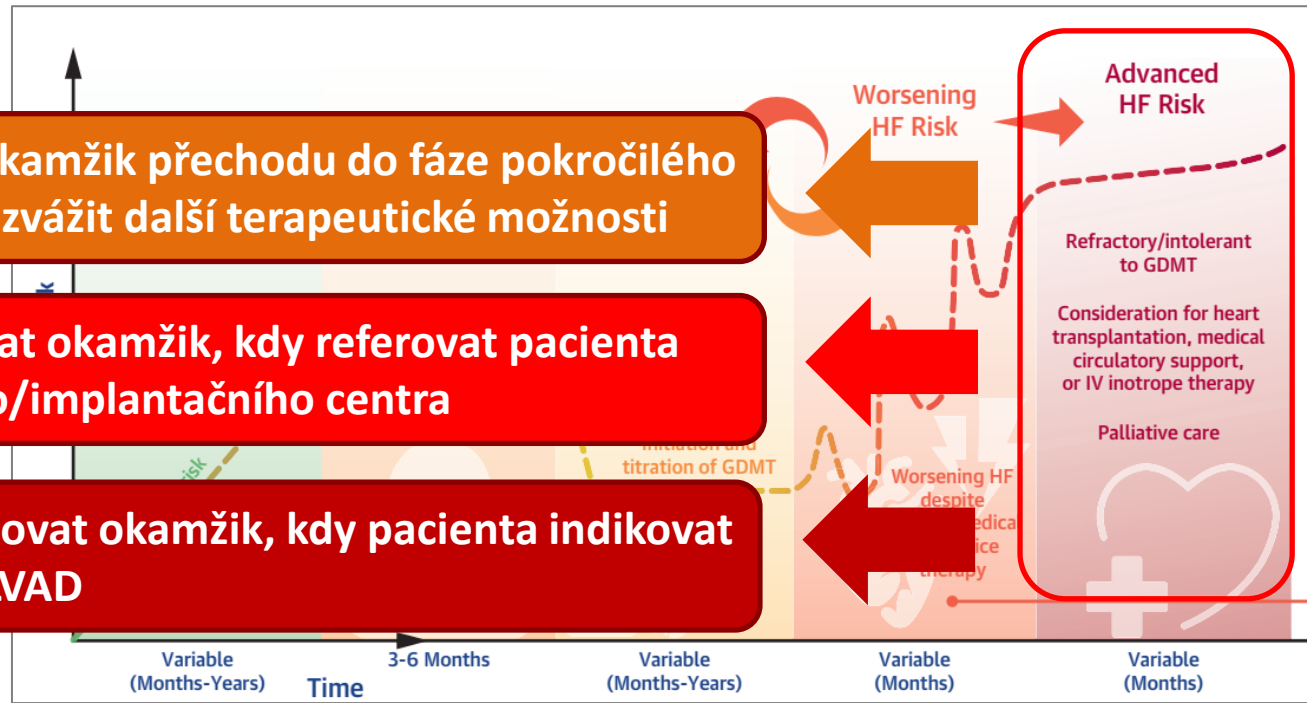 Advanced
HF Risk
Worsening
HF Risk
kamžik přechodu do fáze pokročilého
zvážit další terapeutické možnosti
Refractory/intolerant
to GDMT
Consideration for heart
transplantation, medical
circulatory support,
or IV inotrope therapy
Palliative care
at okamžik, kdy referovat pacienta
o/implantačního centra
risk
titration of GDMT
Worsening HF
despite
therapy
ovat okamžik, kdy pacienta indikovat
VAD
Variable
(Months-Years)
3-6 Months
Variable
(Months-Years)
Variable
(Months)
Variable
(Months)
Time